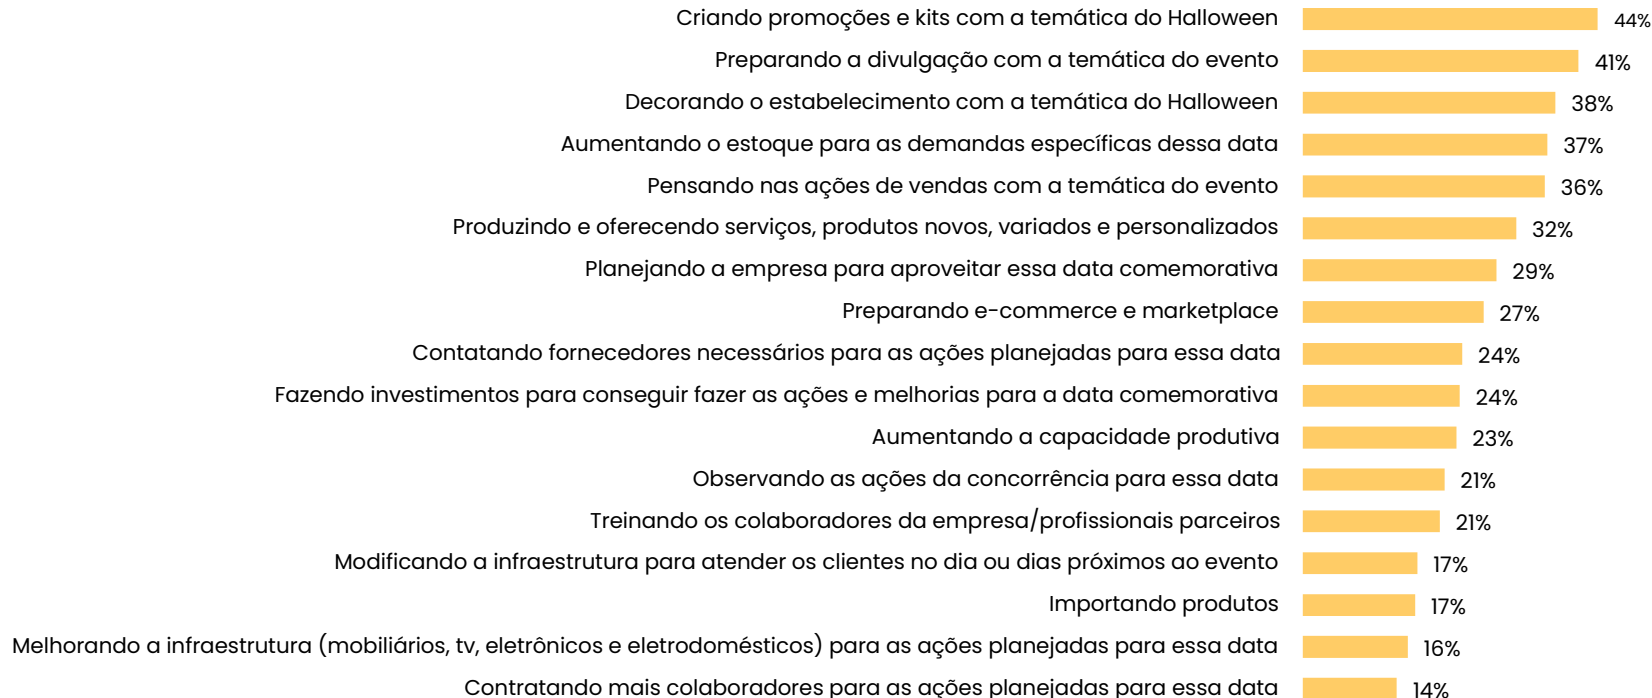 Criando promoções e kits com a temática do Halloween 44%
Preparando a divulgação com a temática do evento 41%
Decorando o estabelecimento com a temática do Halloween 38%
Aumentando o estoque para as demandas específicas dessa data 37%
Pensando nas ações de vendas com a temática do evento 36%
Produzindo e oferecendo serviços, produtos novos, variados e personalizados 32%
Planejando a empresa para aproveitar essa data comemorativa 29%
Preparando e-commerce e marketplace 27%
Contatando fornecedores necessários para as ações planejadas para essa data 24%
Fazendo investimentos para conseguir fazer as ações e melhorias para a data comemorativa 24%
Aumentando a capacidade produtiva 23%
Observando as ações da concorrência para essa data 21%
Treinando os colaboradores da empresa/profissionais parceiros 21%
Modificando a infraestrutura para atender os clientes no dia ou dias próximos ao evento 17%
Importando produtos 17%
Melhorando a infraestrutura (mobiliários, tv, eletrônicos e eletrodomésticos) para as ações planejadas para essa data 16%
Contratando mais colaboradores para as ações planejadas para essa data 14%